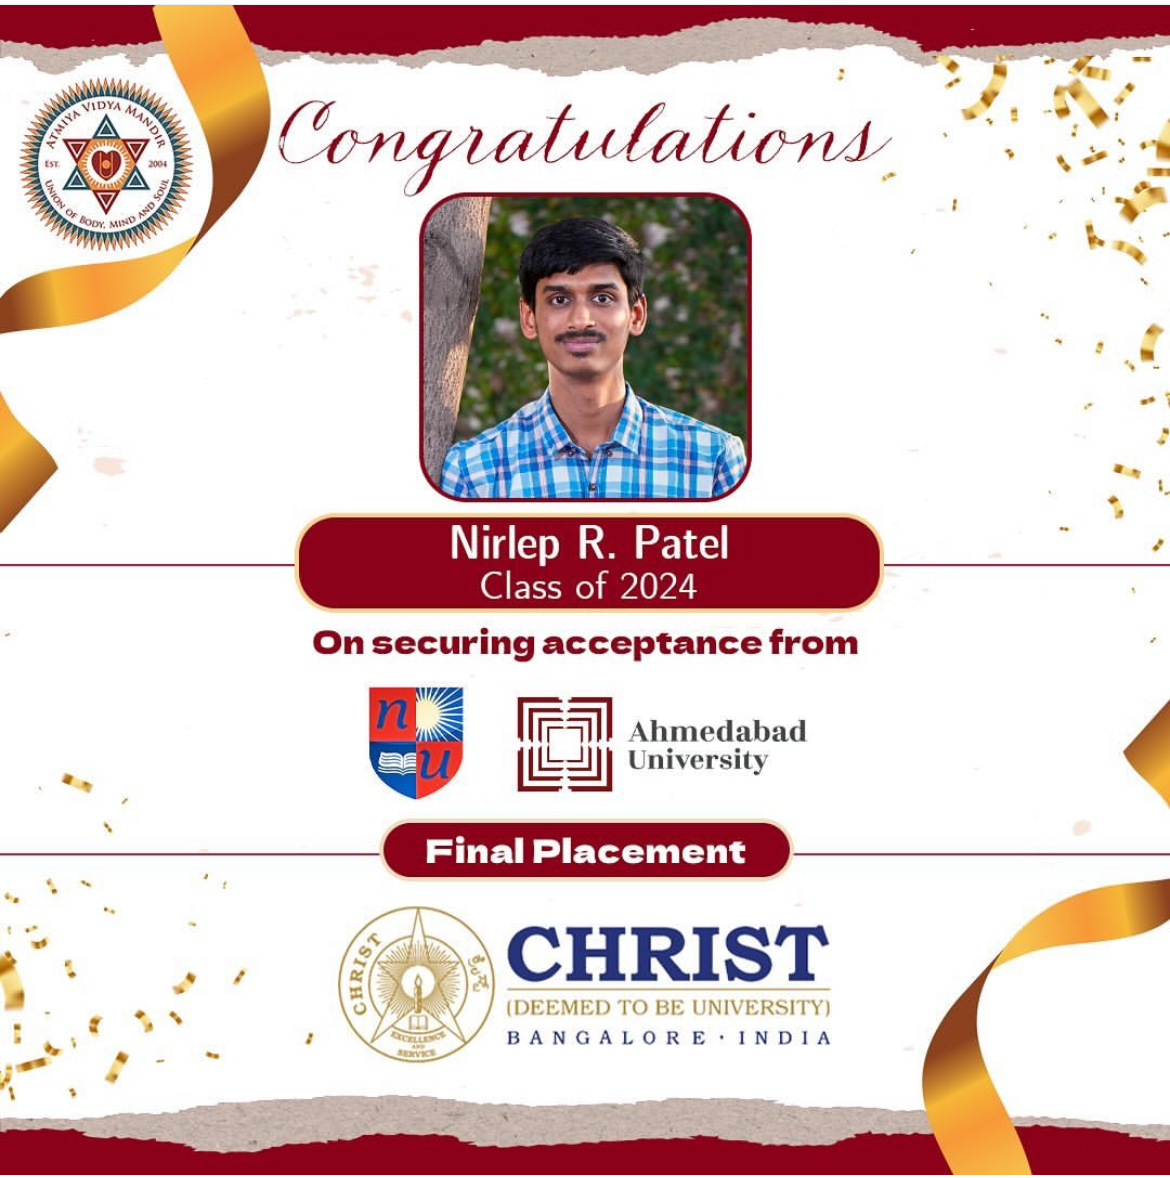 ATMIYA VIDYA MANDIR
EST. 2004
UNION OF BODY, MIND AND SOUL
Congratulations
Nirlep R. Patel
Class of 2024
On securing acceptance from
n
u
Ahmedabad
University
Final Placement
CHRIST
EXCELLENCE
AND
SERVICE
CHRIST
(DEEMED TO BE UNIVERSITY)
BANGALORE · INDIA